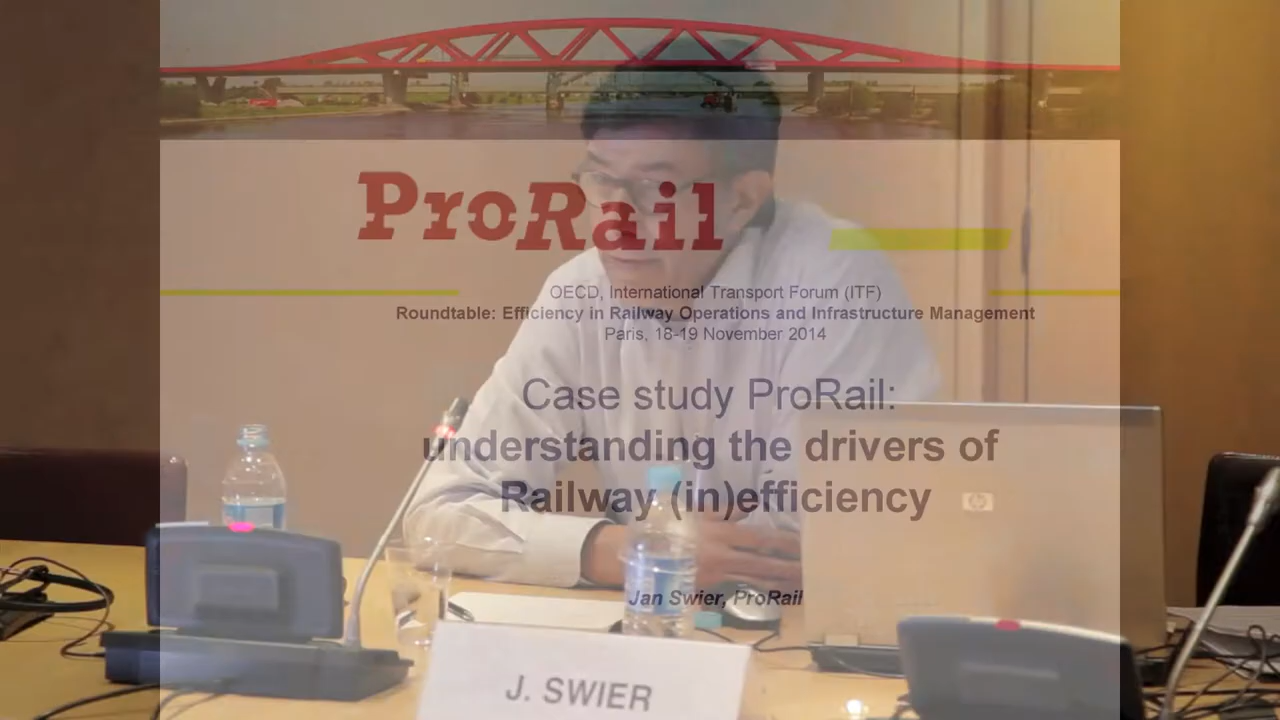 ProRail
OECD, International Transport Forum (ITF)
Roundtable: Efficiency in Railway Operations and Infrastructure Management
Paris, 18-19 November 2014
Case study ProRail:
understanding the drivers of
Railway (in)efficiency
hp
Jan Swier, ProRail
J. SWIER